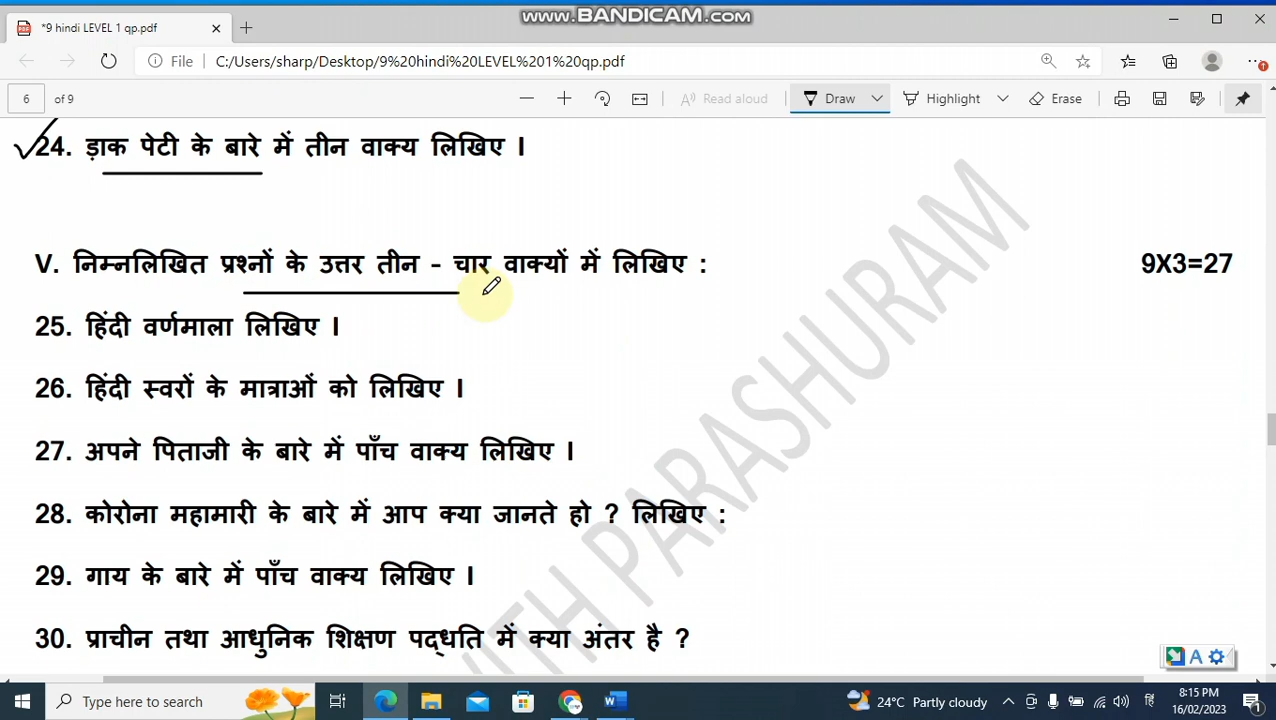 www.BANDICAM.com
*9 hindi LEVEL 1 qp.pdf
File C:/Users/sharp/Desktop/9%20hindi%20LEVEL%201%20qp.pdf
6 of 9 Read aloud Draw Highlight Erase
24. ड़ाक पेटी के बारे में तीन वाक्य लिखिए I
V. निम्नलिखित प्रश्नों के उत्तर तीन - चार वाक्यों में लिखिए : 9X3=27
25. हिंदी वर्णमाला लिखिए I
26. हिंदी स्वरों के मात्राओं को लिखिए I
27. अपने पिताजी के बारे में पाँच वाक्य लिखिए I
28. कोरोना महामारी के बारे में आप क्या जानते हो ? लिखिए :
29. गाय के बारे में पाँच वाक्य लिखिए I
30. प्राचीन तथा आधुनिक शिक्षण पद्धति में क्या अंतर है ?
WITH PARASHURAM
A
Type here to search 24°C Partly cloudy हि 8:15 PM
16/02/2023 1